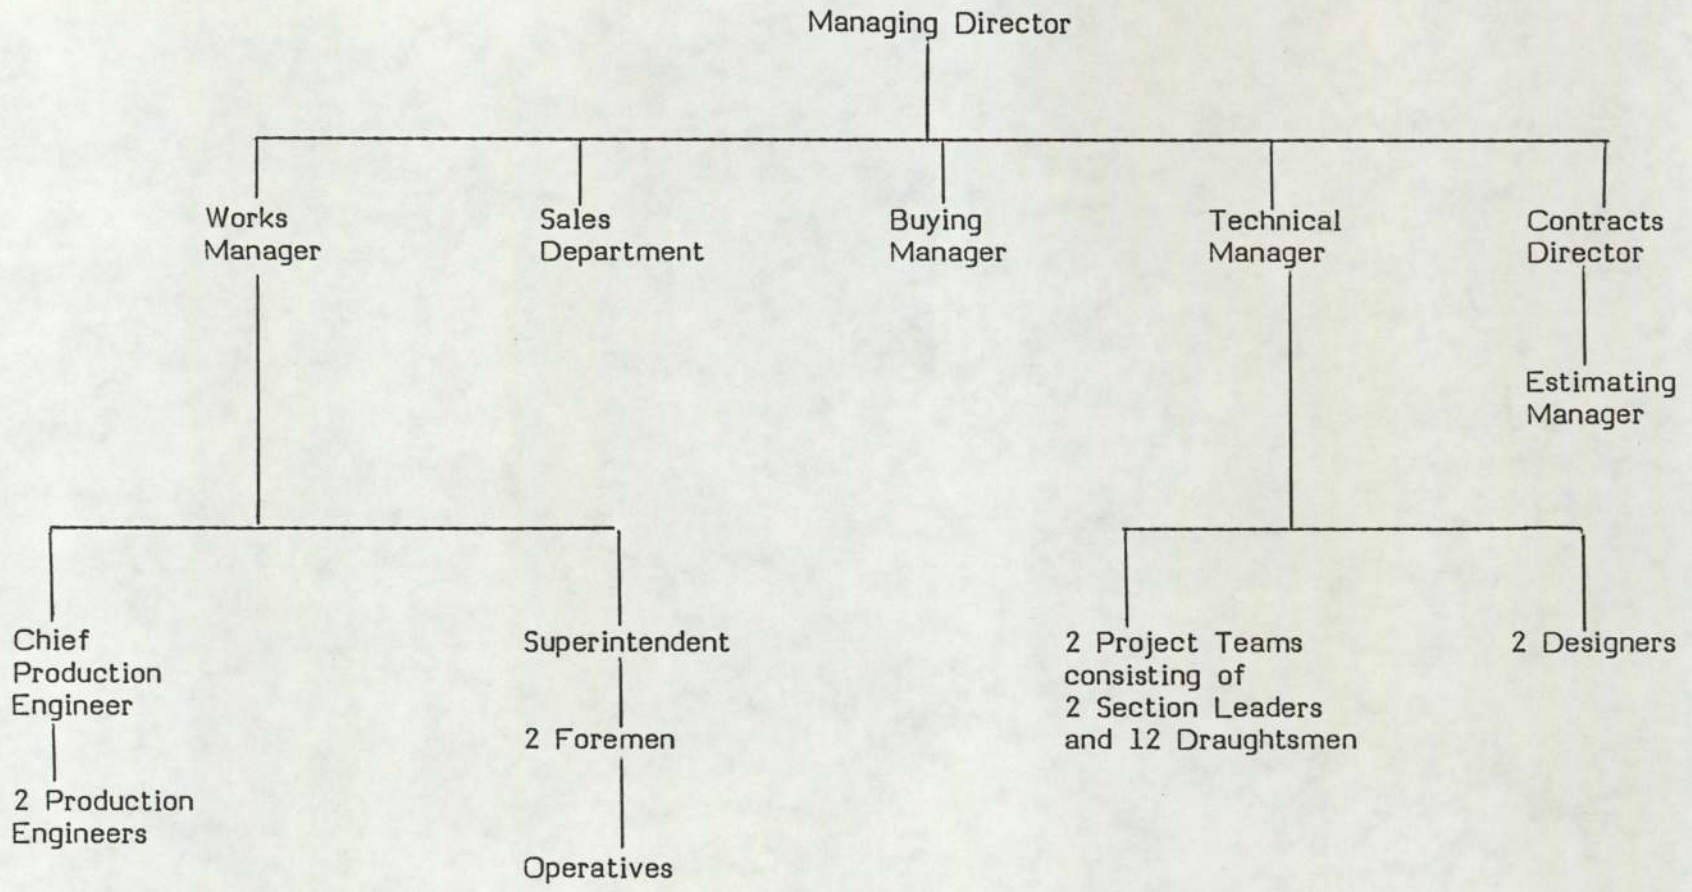 Managing Director
Works
Manager
Sales
Department
Buying
Manager
Technical
Manager
Contracts
Director
Estimating
Manager
Chief
Production
Engineer
Superintendent
2 Project Teams
consisting of
2 Section Leaders
and 12 Draughtsmen
2 Designers
2 Foremen
2 Production
Engineers
Operatives